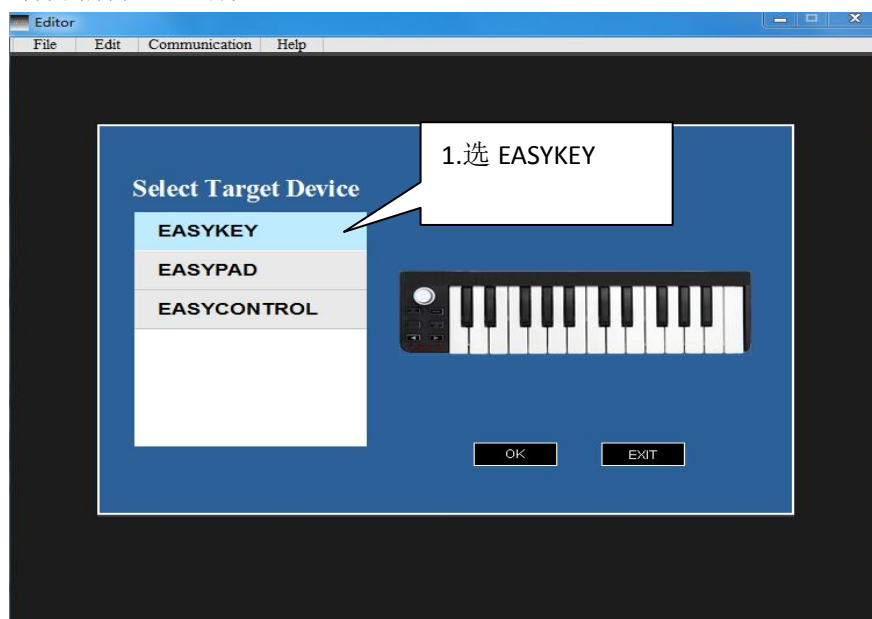 Editor
File Edit Communication Help
1.选 EASYKEY
Select Target Device
EASYKEY
EASYPAD
EASYCONTROL
OK EXIT